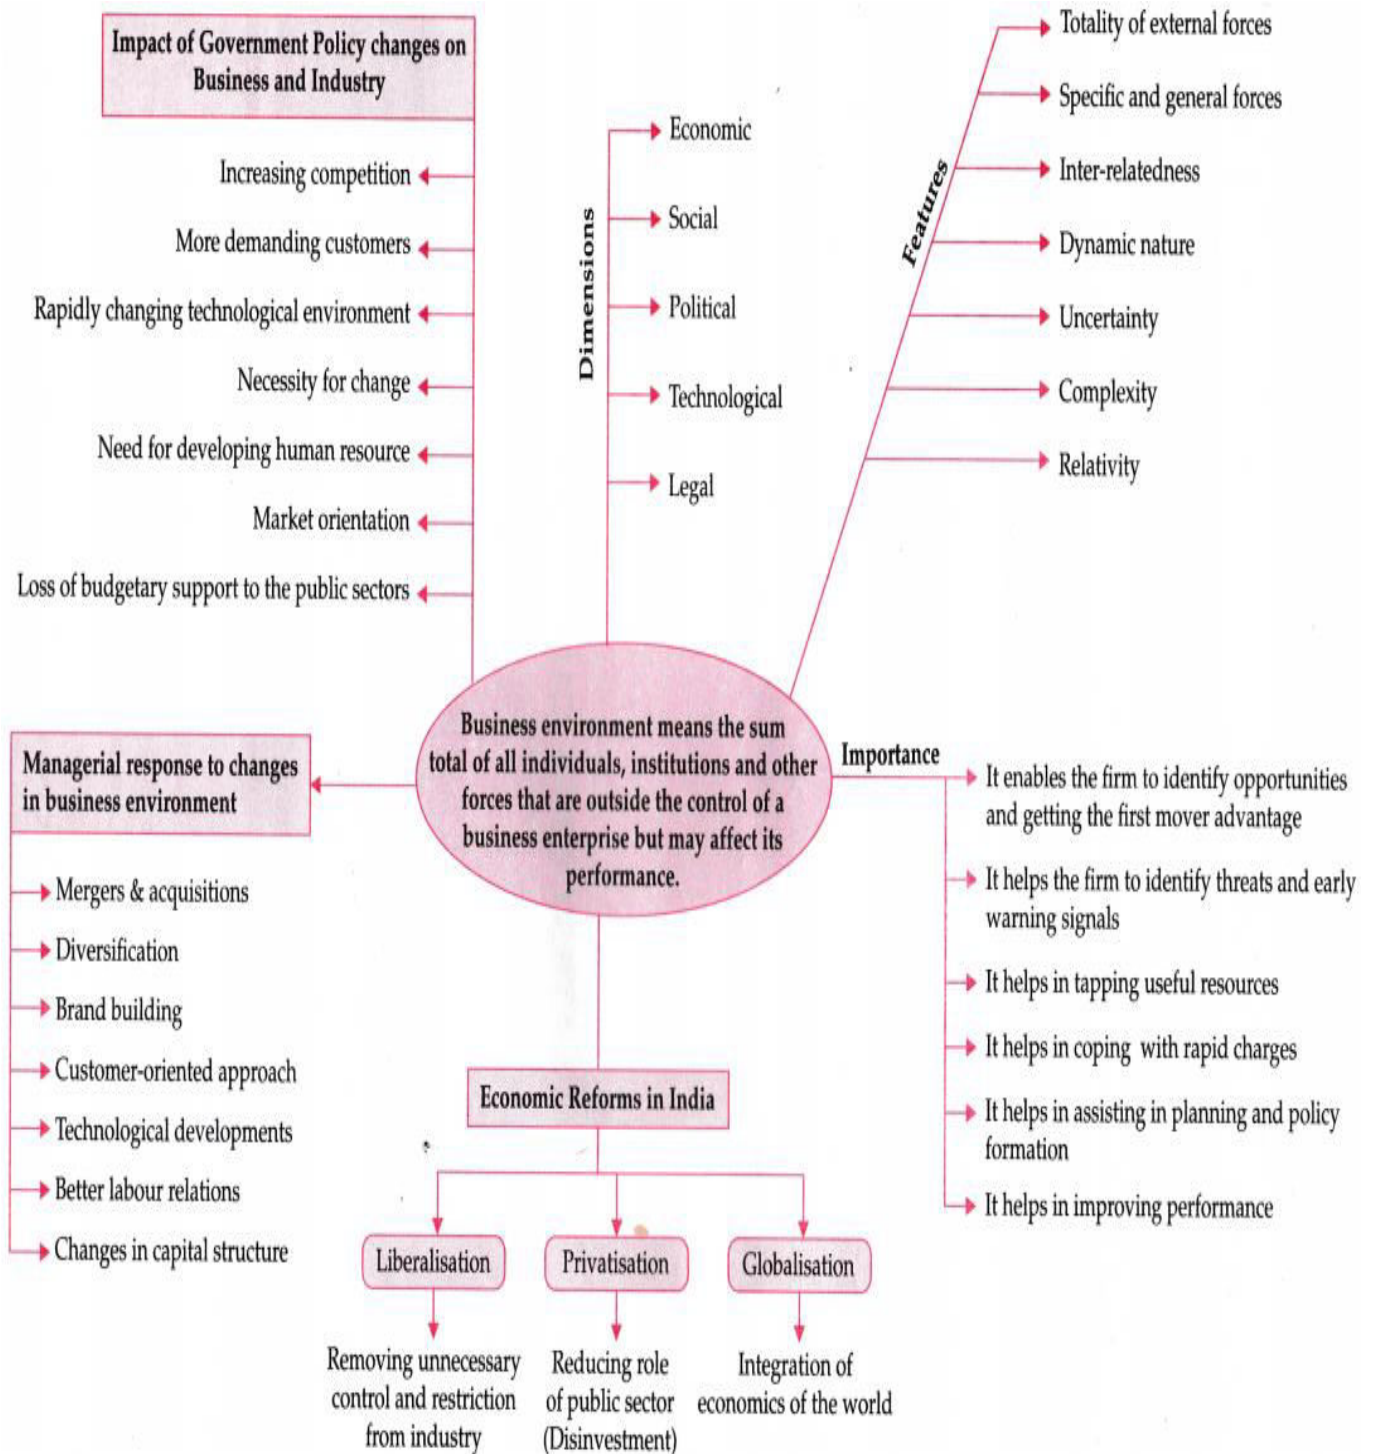 Impact of Government Policy changes on
Business and Industry
Increasing competition
More demanding customers
Rapidly changing technological environment
Necessity for change
Need for developing human resource
Market orientation
Loss of budgetary support to the public sectors
Dimensions
Economic
Social
Political
Technological
Legal
Features
Totality of external forces
Specific and general forces
Inter-relatedness
Dynamic nature
Uncertainty
Complexity
Relativity
Business environment means the sum
total of all individuals, institutions and other
forces that are outside the control of a
business enterprise but may affect its
performance.
Managerial response to changes
in business environment
Mergers & acquisitions
Diversification
Brand building
Customer-oriented approach
Technological developments
Better labour relations
Changes in capital structure
Importance
It enables the firm to identify opportunities
and getting the first mover advantage
It helps the firm to identify threats and early
warning signals
It helps in tapping useful resources
It helps in coping with rapid charges
It helps in assisting in planning and policy
formation
It helps in improving performance
Economic Reforms in India
Liberalisation
Removing unnecessary
control and restriction
from industry
Privatisation
Reducing role
of public sector
(Disinvestment)
Globalisation
Integration of
economics of the world